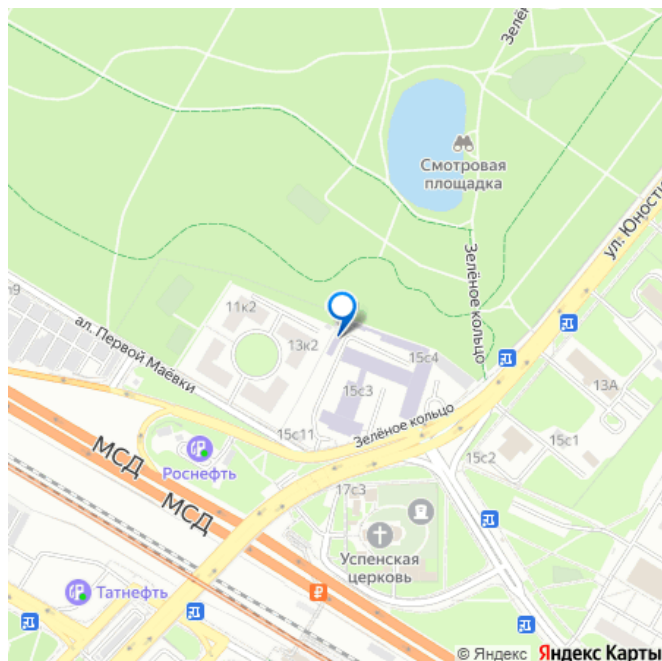 Зелё
Смотровая
площадка
ул. Юности
Зелёное кольцо
п9
ал. Первой Маёвки
11к2
13к2
15с4
15с3
13А
Зелёное кольцо
15с11
15с1
15с2
МСД
Роснефть
МСД
17с3
Успенская
церковь
Татнефть
© Яндекс Яндекс Карты